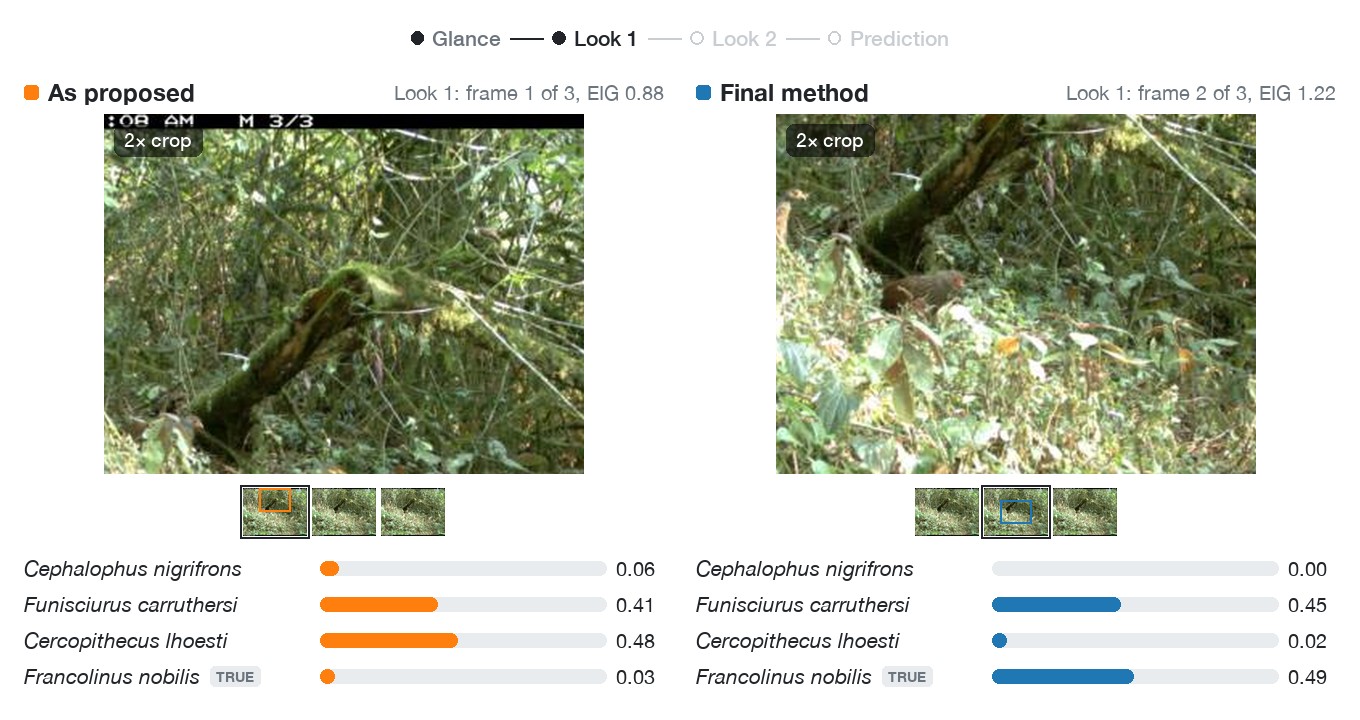 Glance Look 1 Look 2 Prediction
As proposed Look 1: frame 1 of 3, EIG 0.88
:08 AM M 3/3
2x crop
Cephalophus nigrifrons 0.06
Funisciurus carruthersi 0.41
Cercopithecus lhoesti 0.48
Francolinus nobilis TRUE 0.03
Final method Look 1: frame 2 of 3, EIG 1.22
2x crop
Cephalophus nigrifrons 0.00
Funisciurus carruthersi 0.45
Cercopithecus lhoesti 0.02
Francolinus nobilis TRUE 0.49